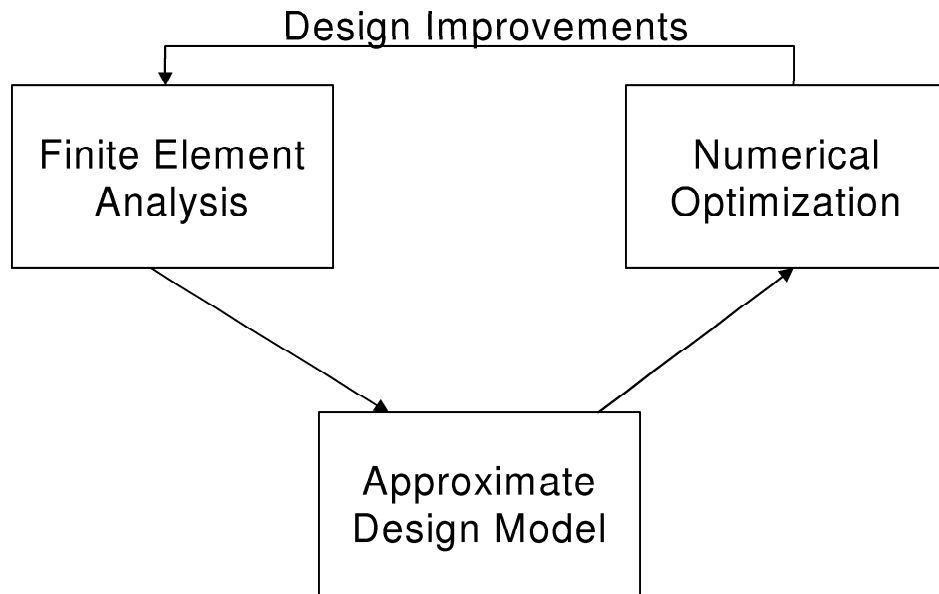 Design Improvements
Finite Element
Analysis
Numerical
Optimization
Approximate
Design Model